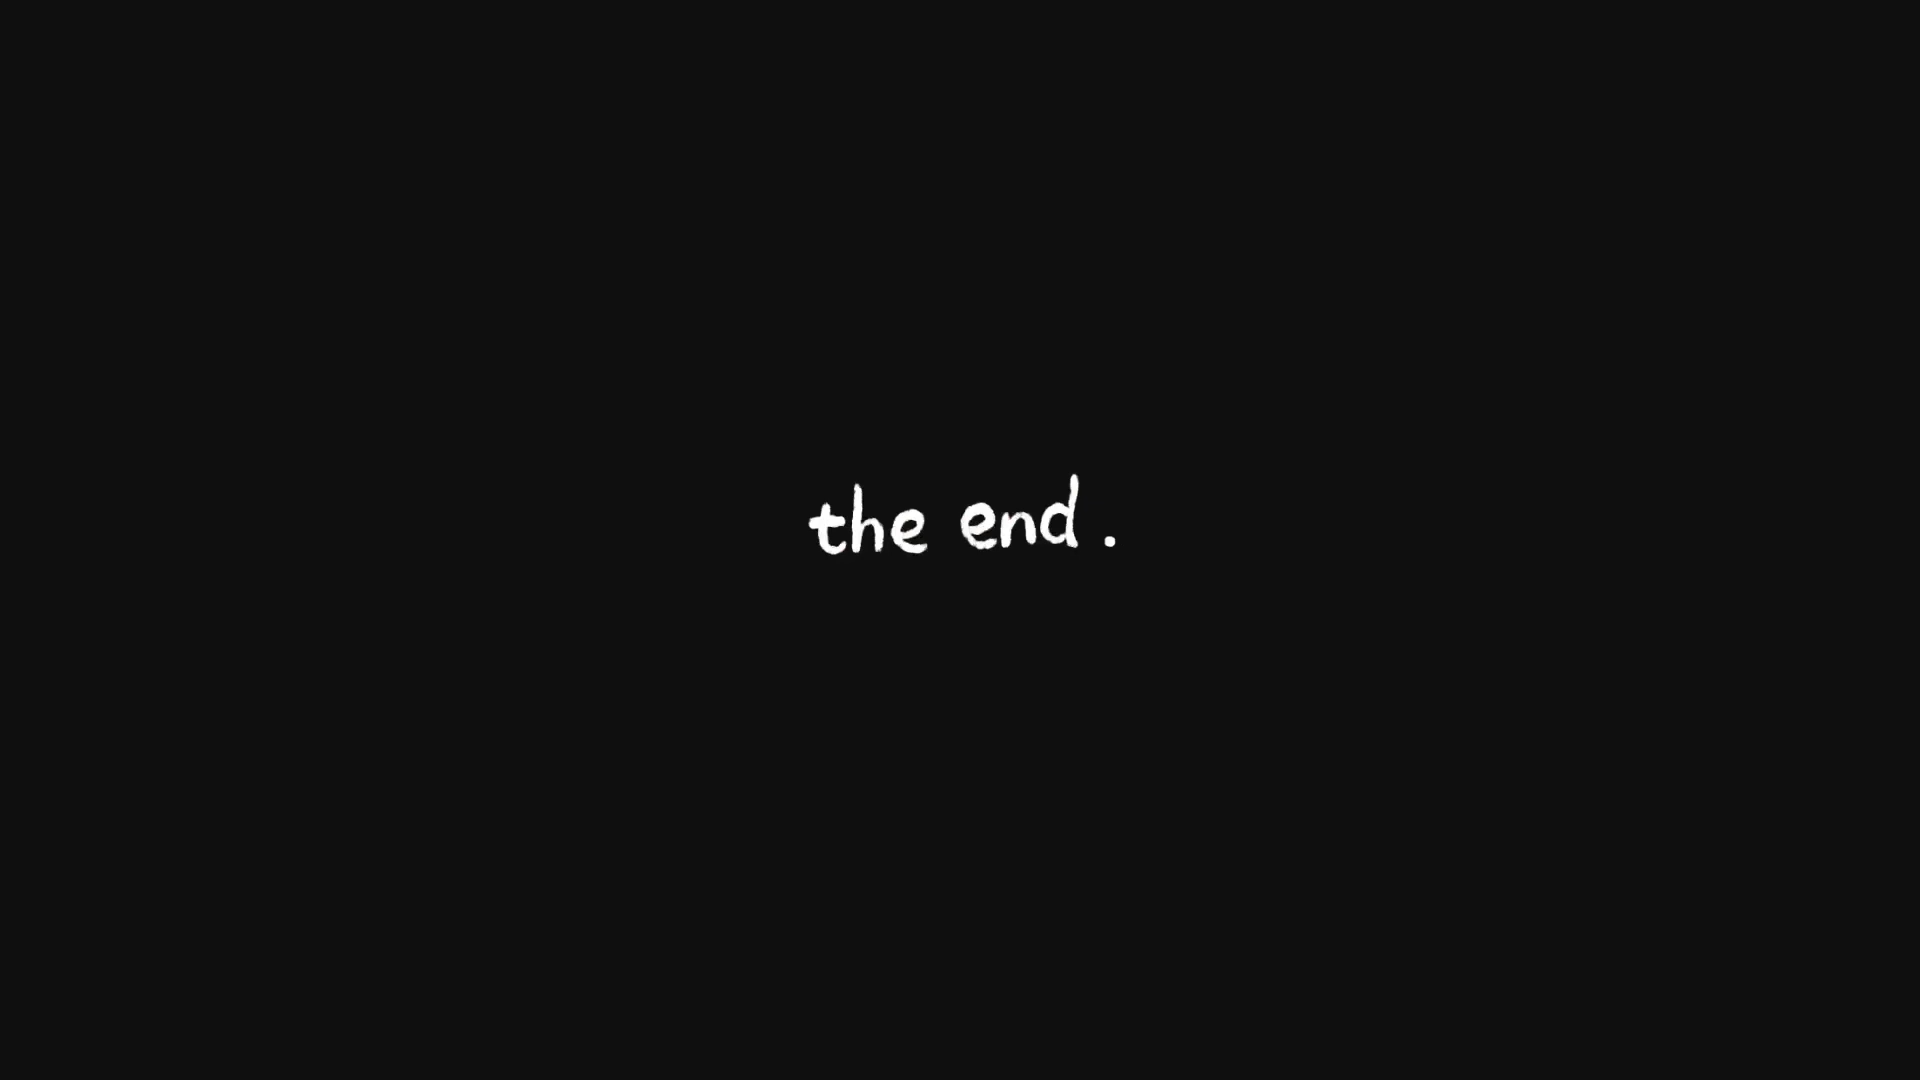 the end .